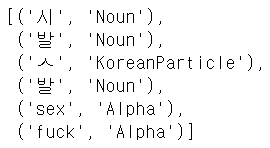 [('시', 'Noun'),
('발', 'Noun'),
('ㅅ', 'KoreanParticle'),
('발', 'Noun'),
('sex', 'Alpha'),
('fuck', 'Alpha')]